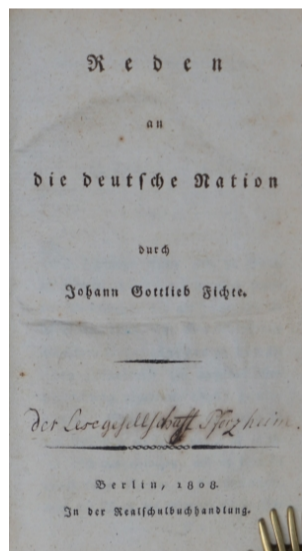 Reden
an
die deutsche Nation
durch
Johann Gottlieb Fichte.
der Lesegesellschaft Pforzheim.
Berlin, 1808.
In der Realschulbuchhandlung.